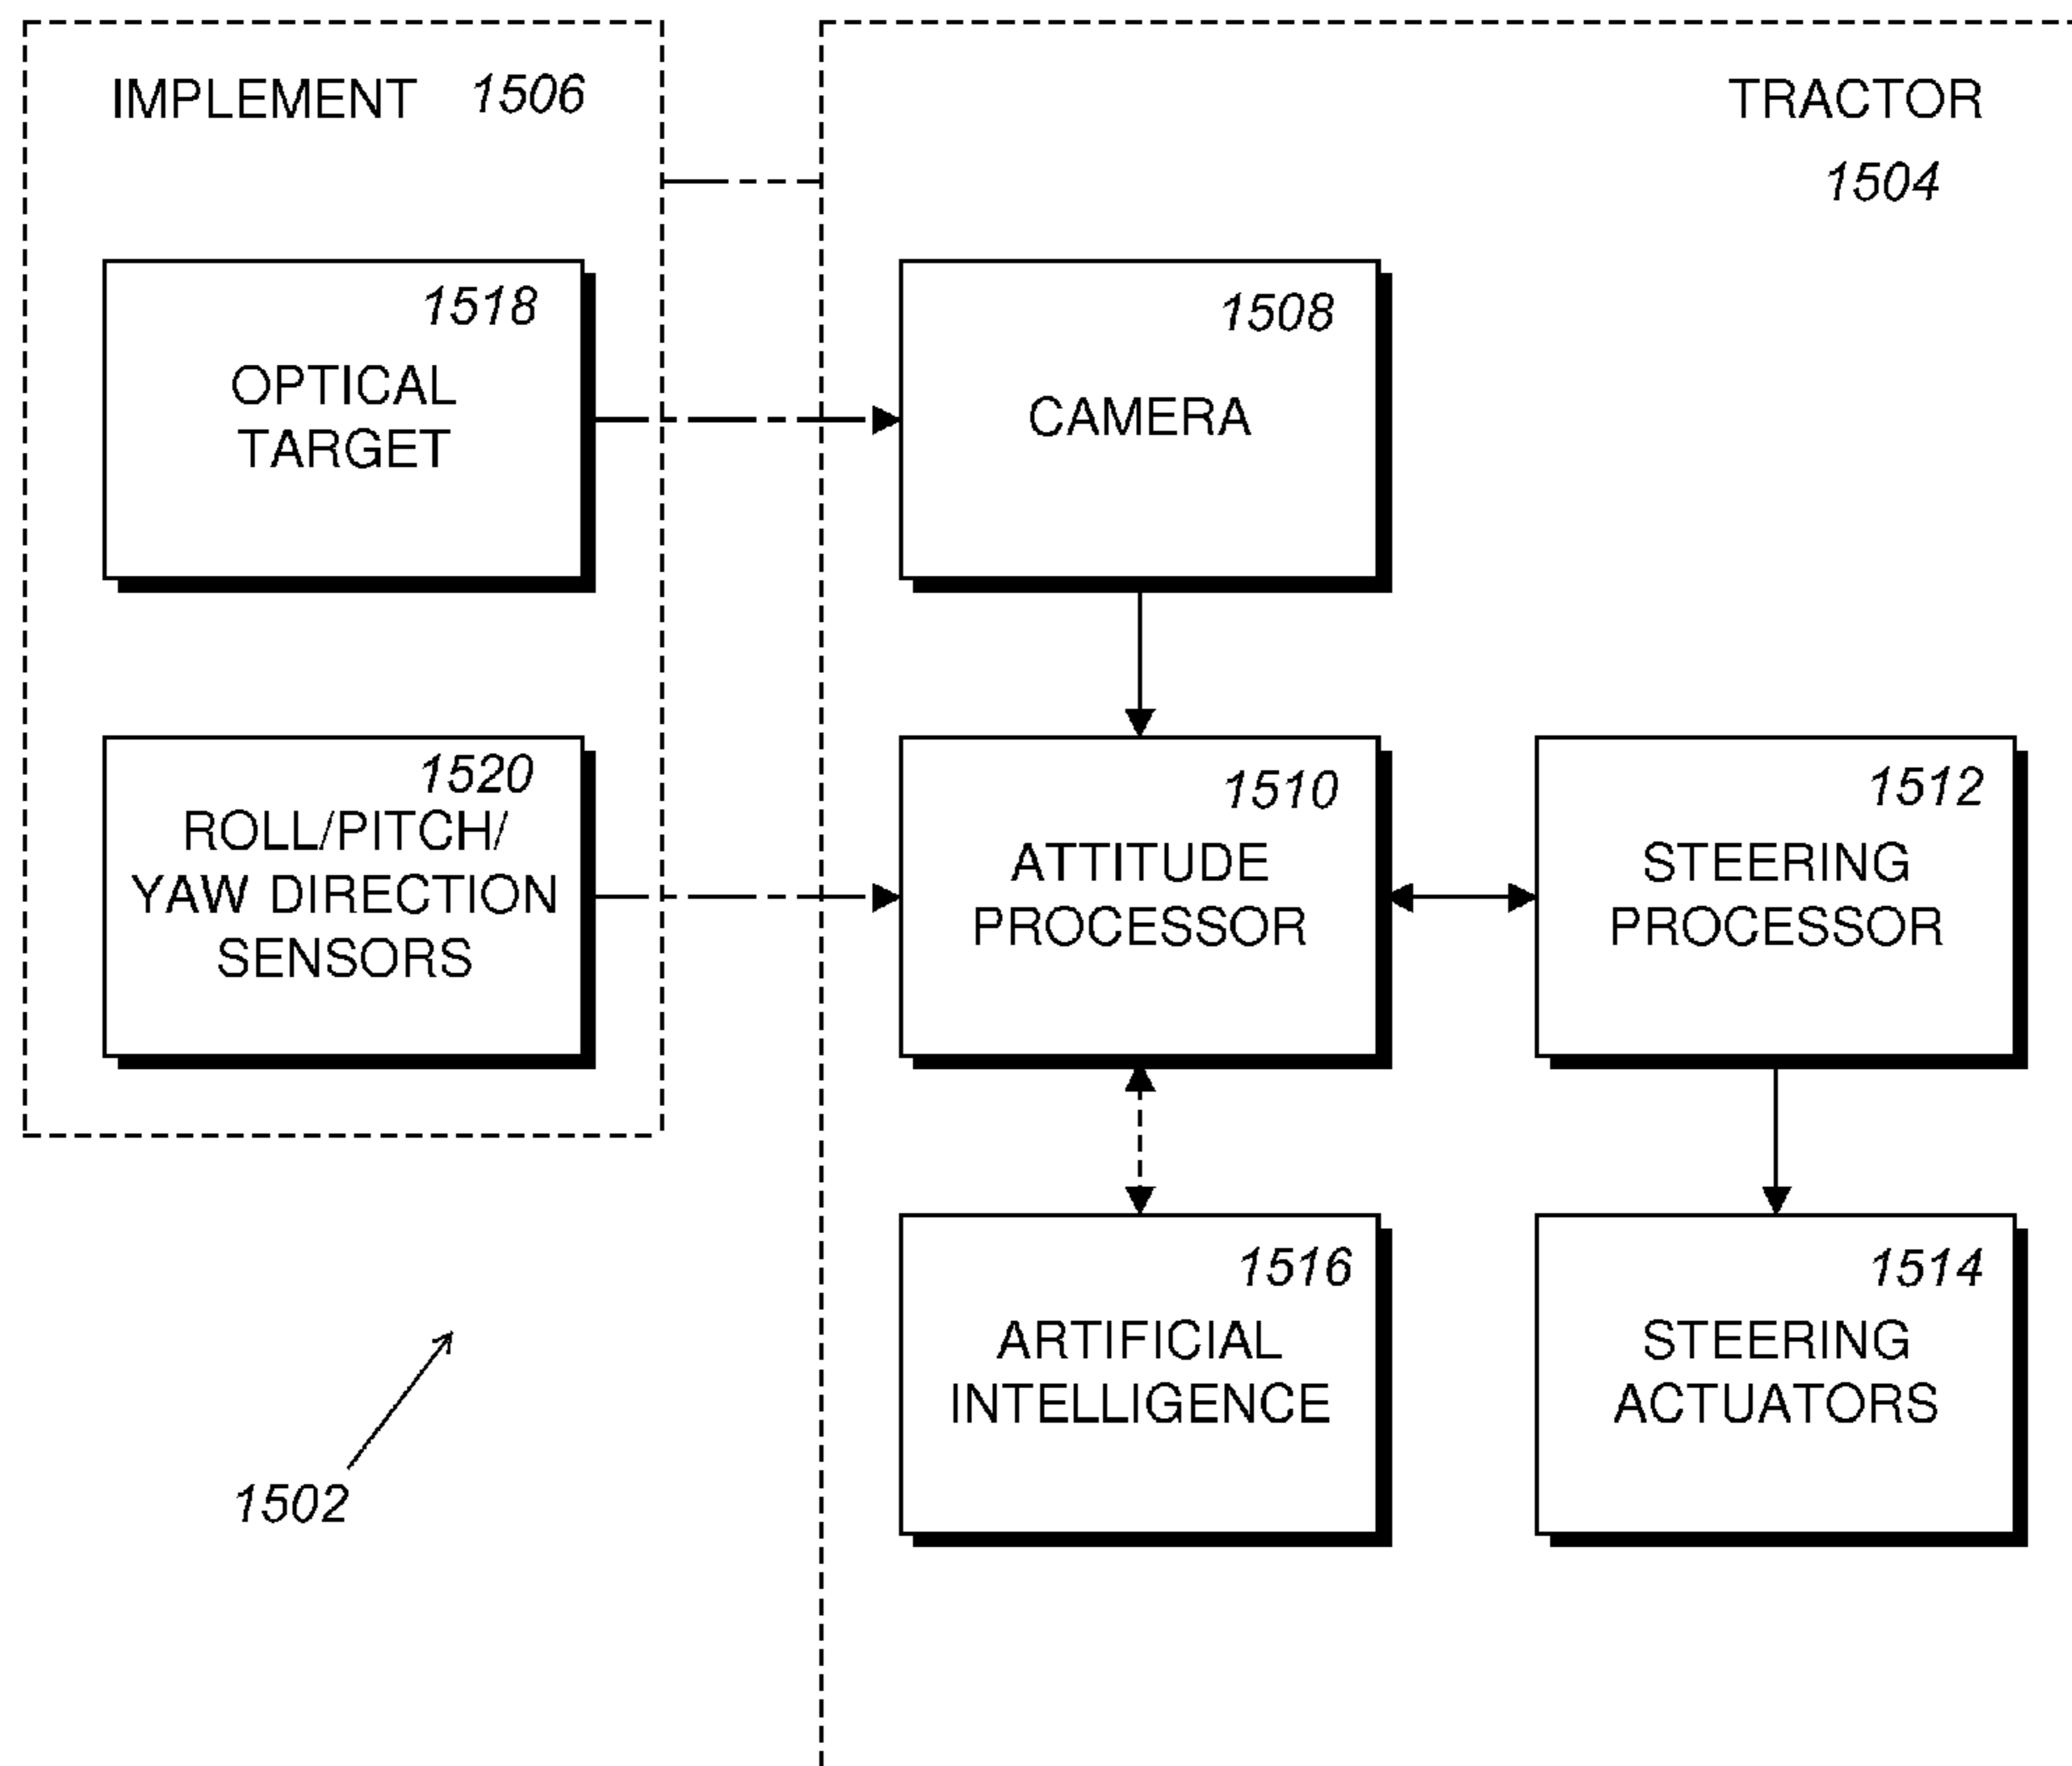 IMPLEMENT 1506
TRACTOR
1504
1518
OPTICAL
TARGET
1508
CAMERA
1520
ROLL/PITCH/
YAW DIRECTION
SENSORS
1510
ATTITUDE
PROCESSOR
1512
STEERING
PROCESSOR
1516
ARTIFICIAL
INTELLIGENCE
1514
STEERING
ACTUATORS
1502